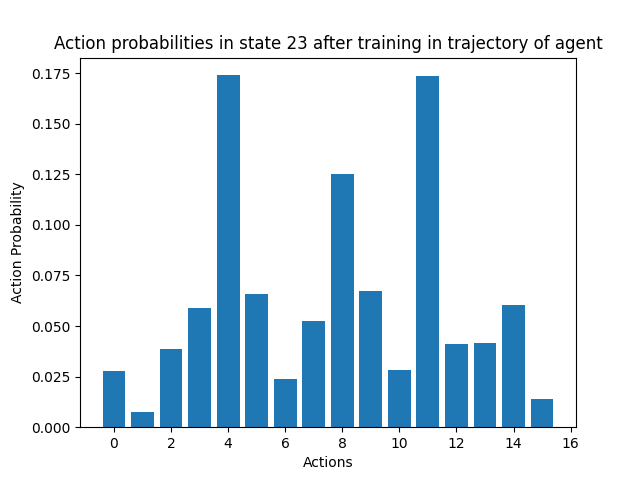 Action probabilities in state 23 after training in trajectory of agent
0.175
0.150
0.125
0.100
0.075
0.050
0.025
0.000
Action Probability
0 2 4 6 8 10 12 14 16
Actions